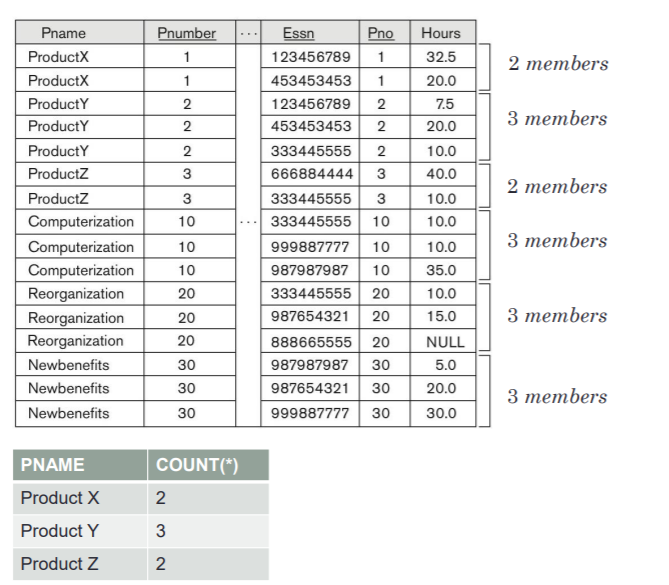 Pname Pnumber ... Essn Pno Hours
ProductX 1 123456789 1 32.5
ProductX 1 453453453 1 20.0
2 members
ProductY 2 123456789 2 7.5
ProductY 2 453453453 2 20.0
3 members
ProductY 2 333445555 2 10.0
ProductZ 3 666884444 3 40.0
2 members
ProductZ 3 333445555 3 10.0
Computerization 10 ... 333445555 10 10.0
Computerization 10 999887777 10 10.0
3 members
Computerization 10 987987987 10 35.0
Reorganization 20 333445555 20 10.0
Reorganization 20 987654321 20 15.0
3 members
Reorganization 20 888665555 20 NULL
Newbenefits 30 987987987 30 5.0
Newbenefits 30 987654321 30 20.0
3 members
Newbenefits 30 999887777 30 30.0
PNAME COUNT(*)
Product X 2
Product Y 3
Product Z 2